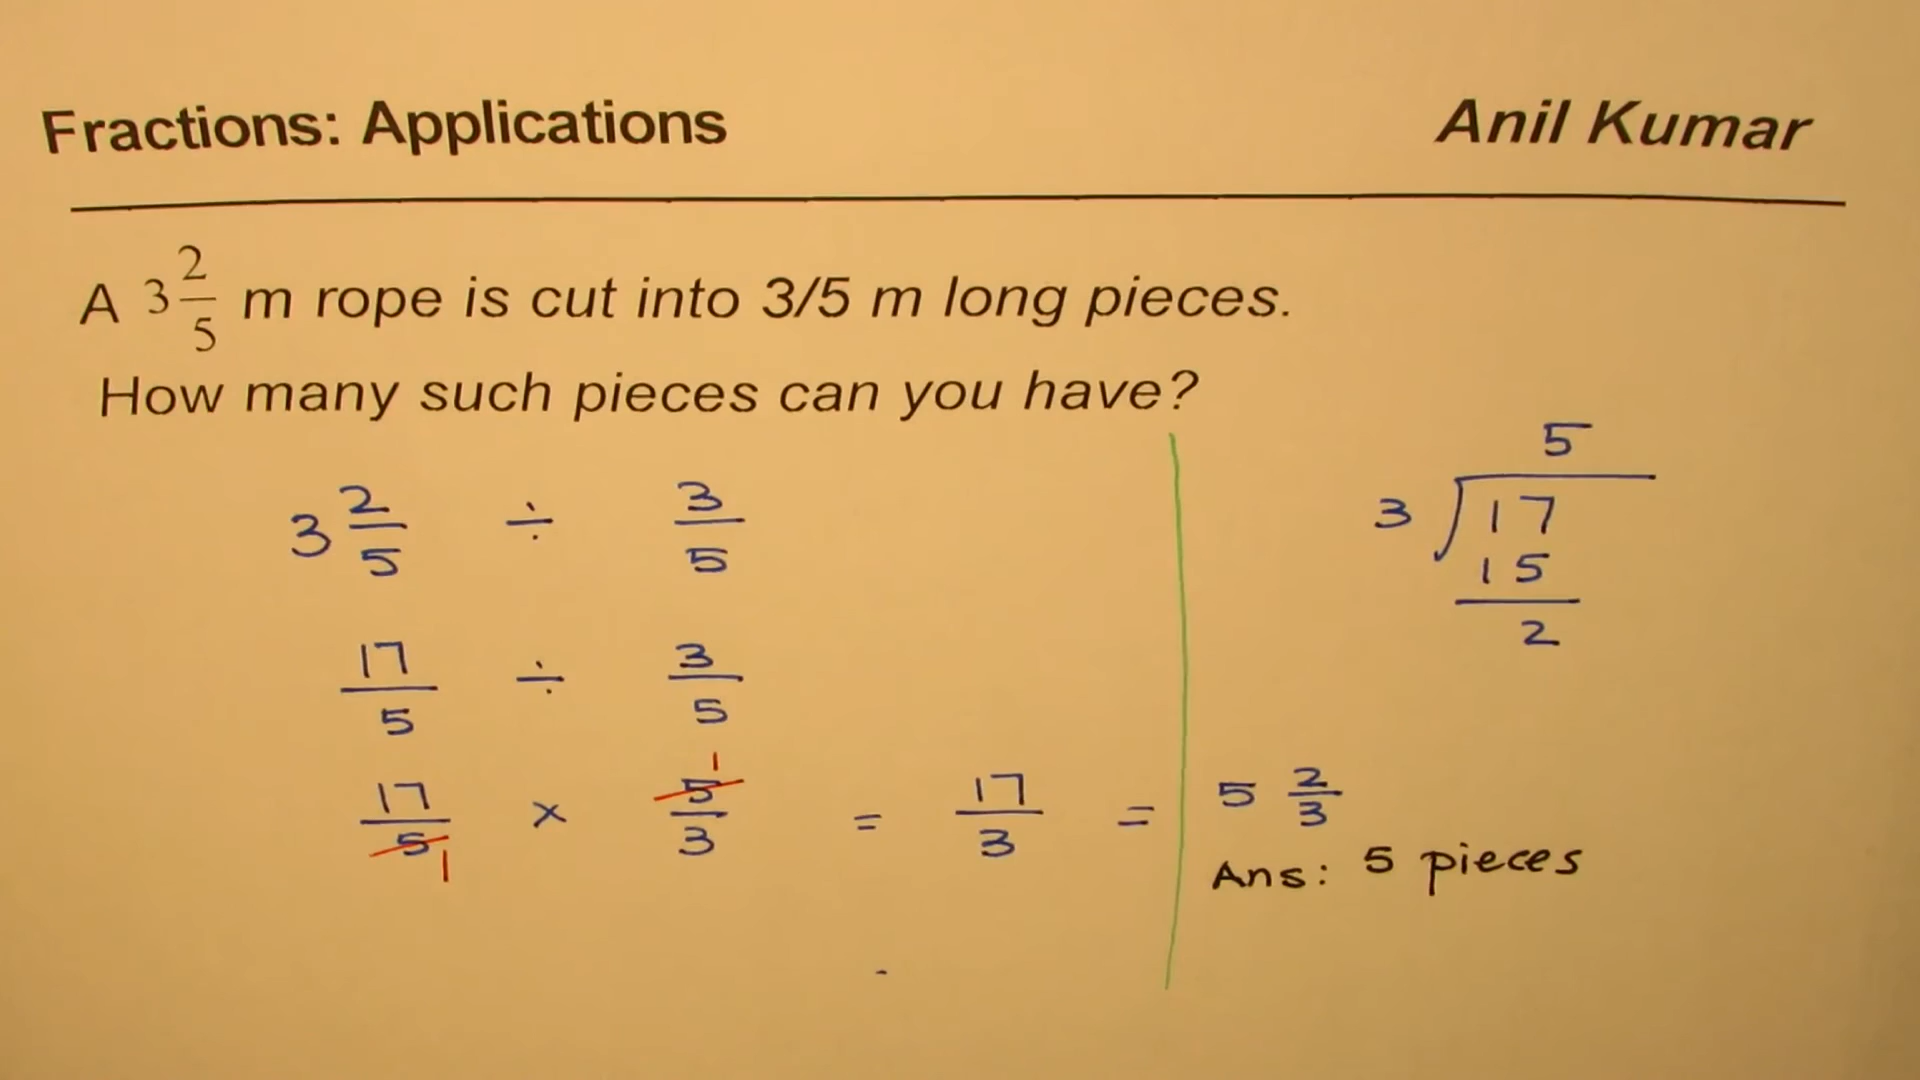 Fractions: Applications Anil Kumar
A 3 2/5 m rope is cut into 3/5 m long pieces.
How many such pieces can you have?
3 2/5 ÷ 3/5
17/5 ÷ 3/5
17/5 1 × 5/3 1 = 17/3 = 5 2/3
5
3 17
15
2
Ans: 5 pieces